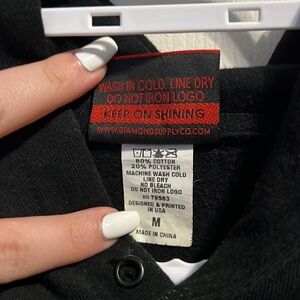 WASH IN COLD. LINE DRY
DO NOT IRON LOGO
KEEP ON SHINING
WWW.DIAMONDSUPPLYCO.COM
80% COTTON
20% POLYESTER
MACHINE WASH COLD
LINE DRY
NO BLEACH
DO NOT IRON LOGO
RN 79563
DESIGNED & PRINTED
IN USA
M
MADE IN CHINA